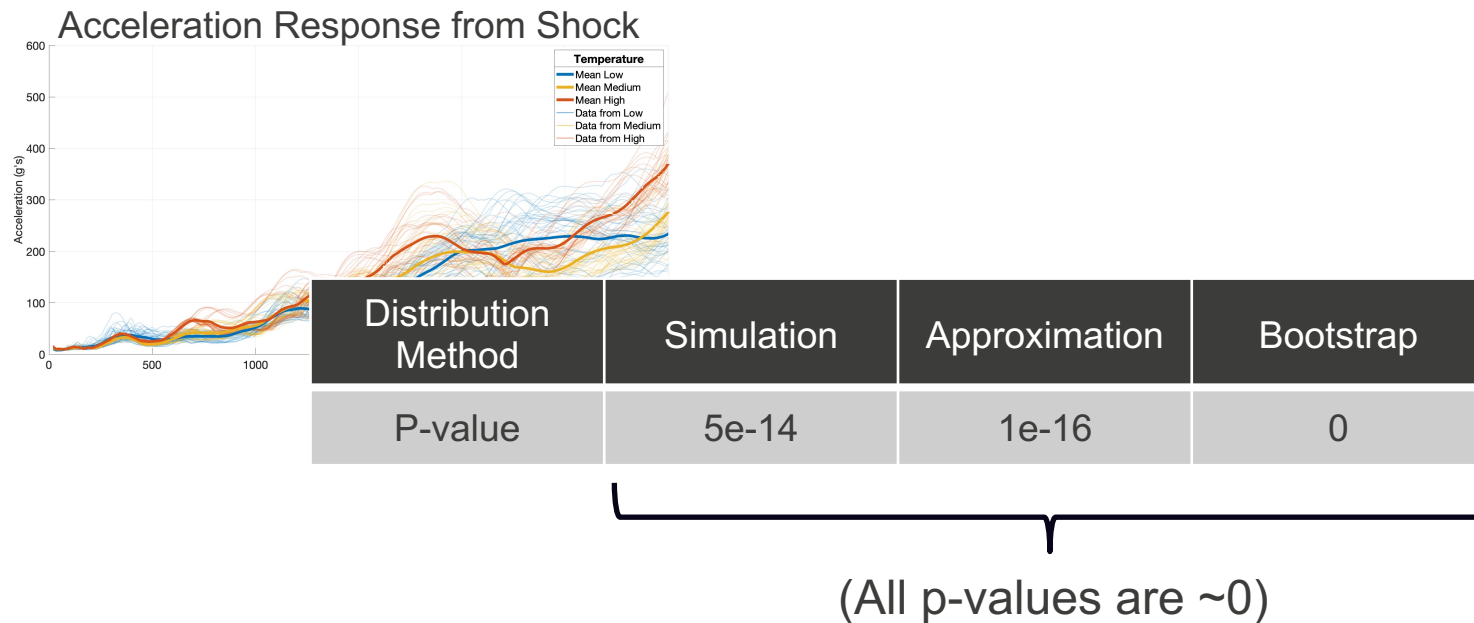 Acceleration Response from Shock
600
500
400
300
200
100
0
Acceleration (g's)
0
500
1000
Temperature
Mean Low
Mean Medium
Mean High
Data from Low
Data from Medium
Data from High
Distribution
Method
Simulation
Approximation
Bootstrap
P-value
5e-14
1e-16
0
(All p-values are ~0)